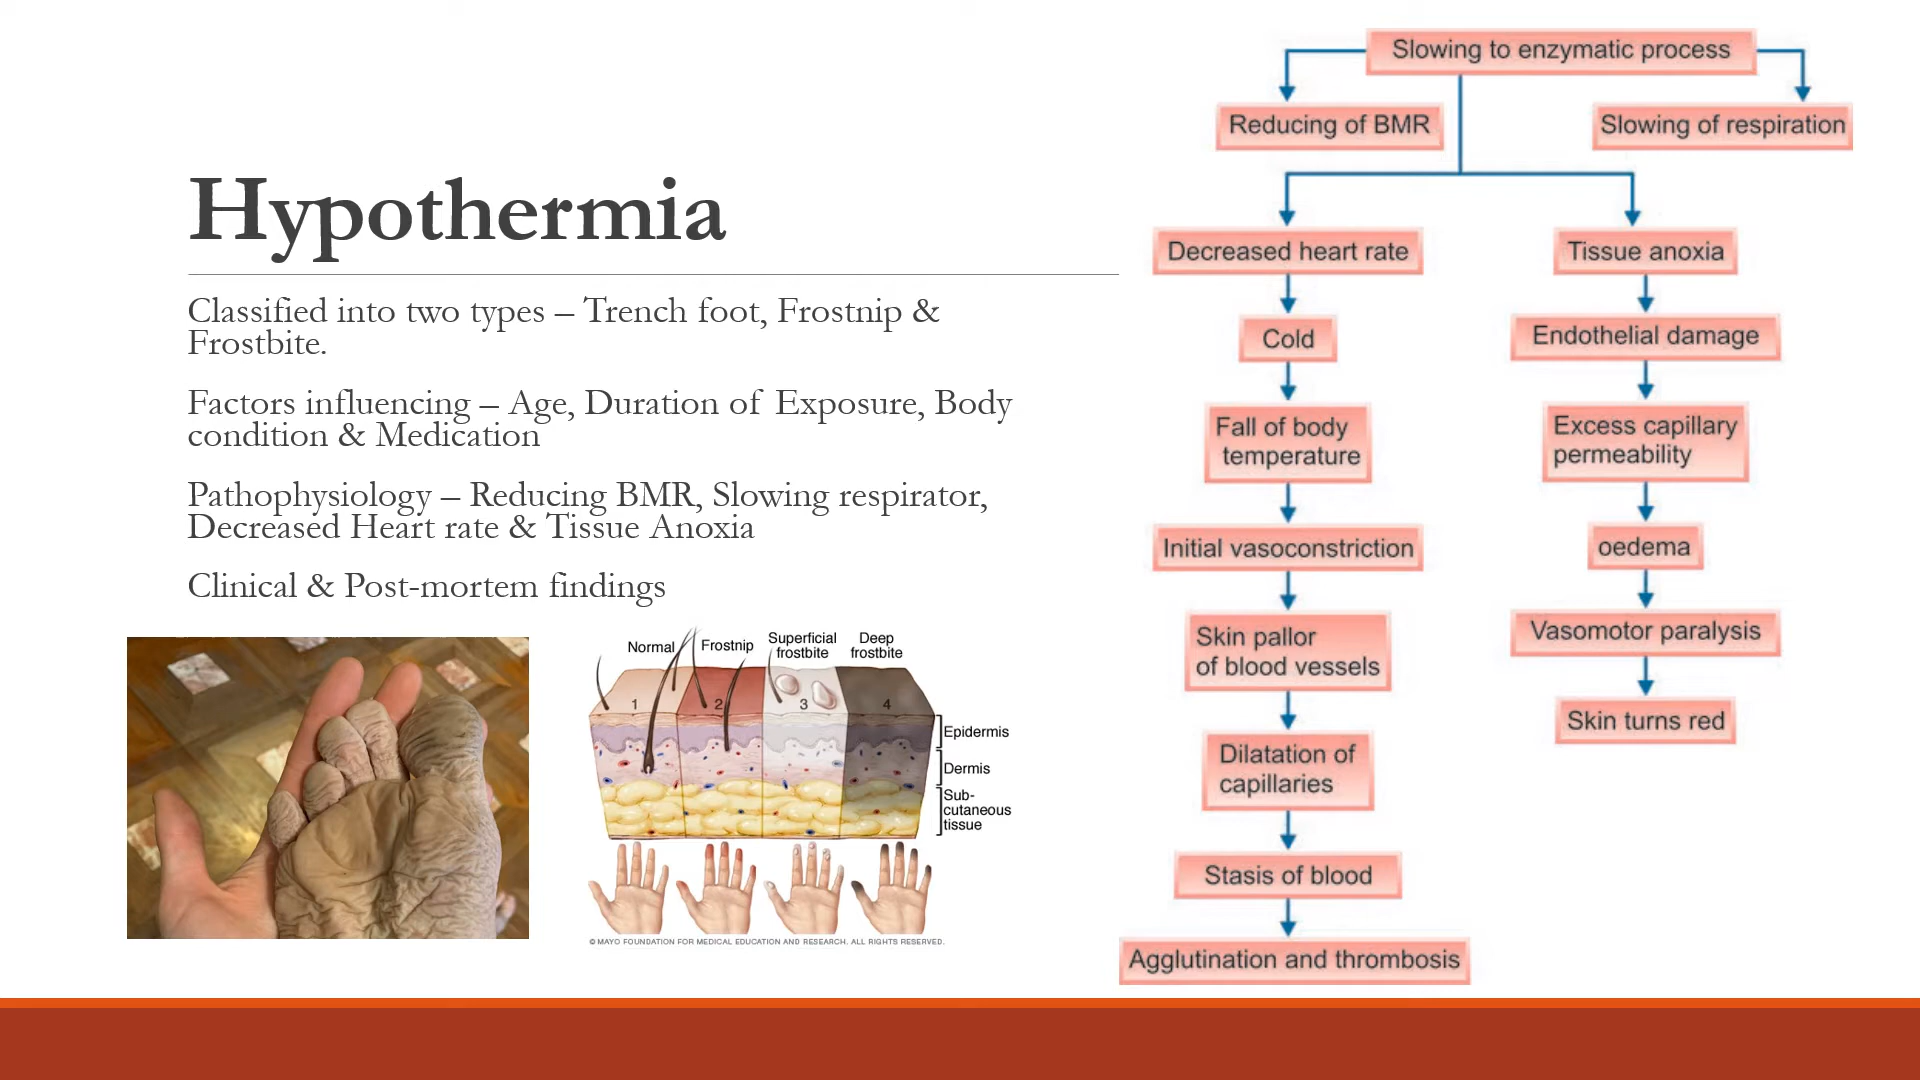 Hypothermia
Classified into two types – Trench foot, Frostnip &
Frostbite.
Factors influencing – Age, Duration of Exposure, Body
condition & Medication
Pathophysiology – Reducing BMR, Slowing respirator,
Decreased Heart rate & Tissue Anoxia
Clinical & Post-mortem findings
Normal
Frostnip
Superficial
frostbite
Deep
frostbite
1
2
3
4
Epidermis
Dermis
Sub-
cutaneous
tissue
© MAYO FOUNDATION FOR MEDICAL EDUCATION AND RESEARCH. ALL RIGHTS RESERVED.
Slowing to enzymatic process
Reducing of BMR
Slowing of respiration
Decreased heart rate
Cold
Fall of body
temperature
Initial vasoconstriction
Skin pallor
of blood vessels
Dilatation of
capillaries
Stasis of blood
Agglutination and thrombosis
Tissue anoxia
Endothelial damage
Excess capillary
permeability
oedema
Vasomotor paralysis
Skin turns red